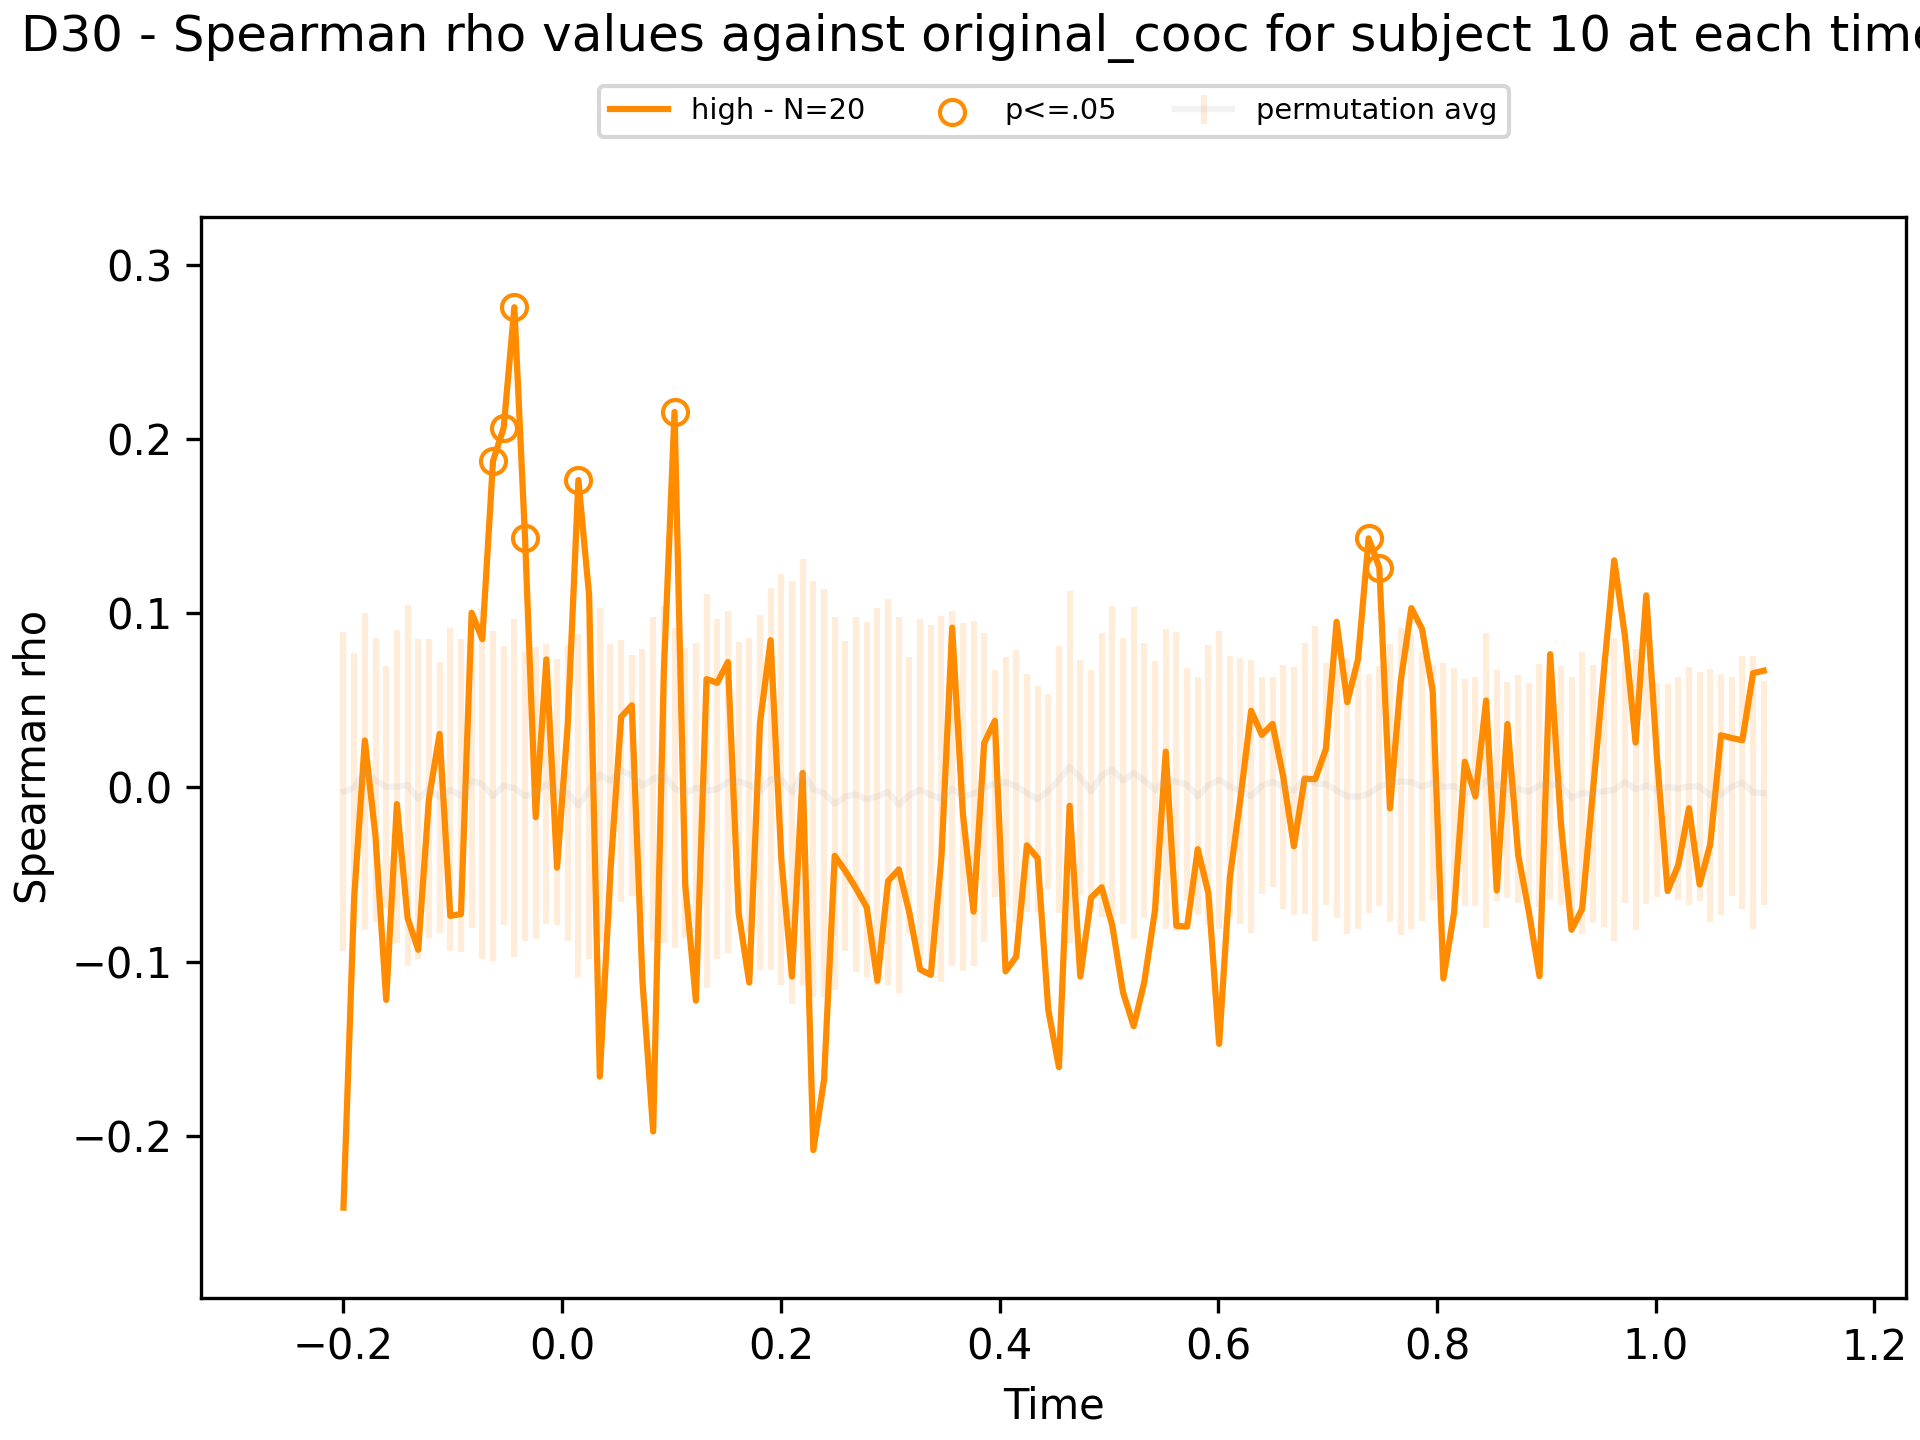 D30 - Spearman rho values against original_cooc for subject 10 at each time
high - N=20 p<=.05 permutation avg
0.3
0.2
0.1
0.0
−0.1
−0.2
Spearman rho
−0.2 0.0 0.2 0.4 0.6 0.8 1.0 1.2
Time